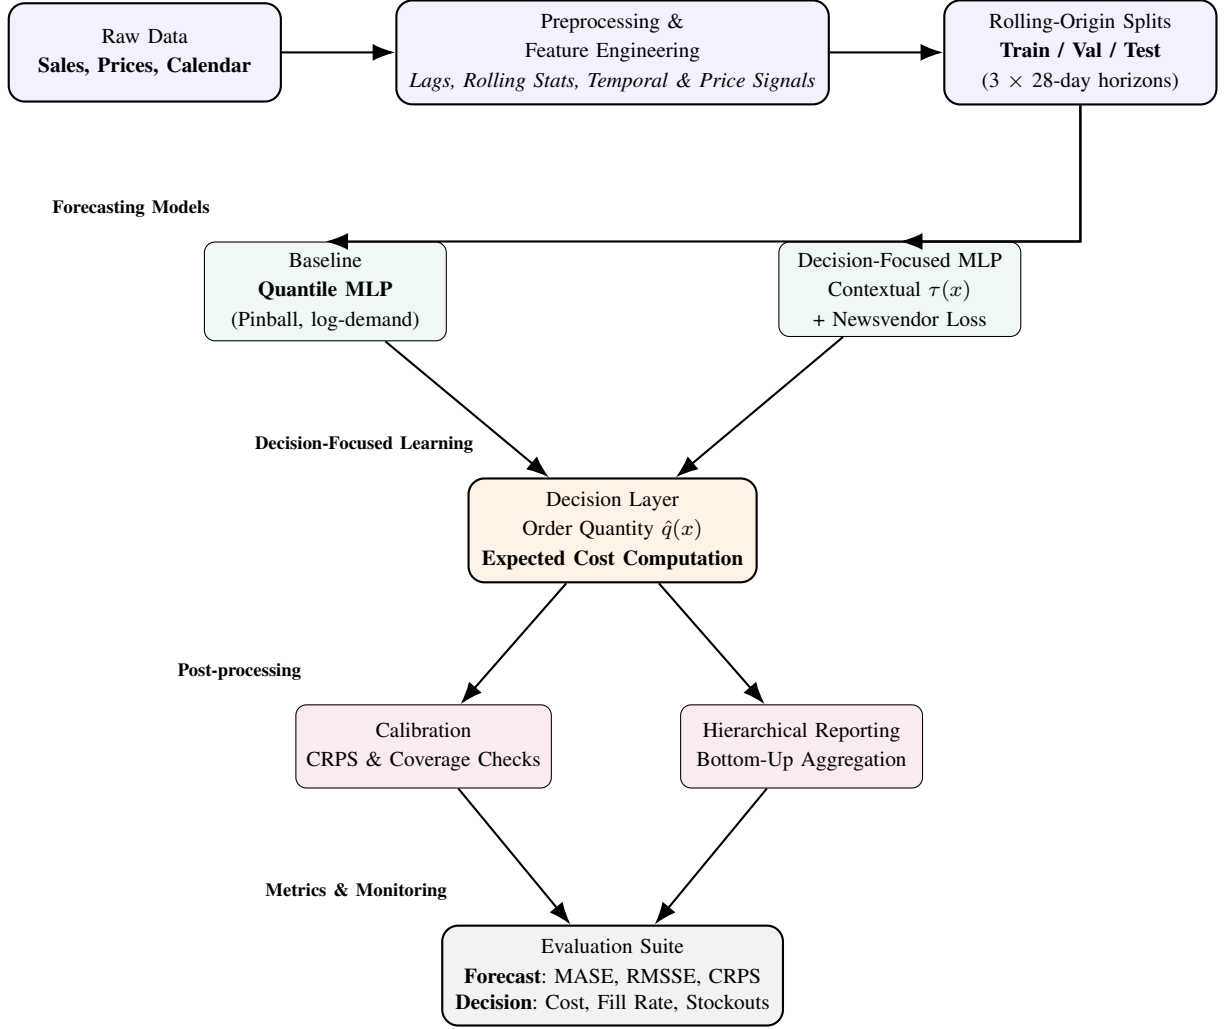 Raw Data
Sales, Prices, Calendar
Preprocessing &
Feature Engineering
Lags, Rolling Stats, Temporal & Price Signals
Rolling-Origin Splits
Train / Val / Test
(3 × 28-day horizons)
Forecasting Models
Baseline
Quantile MLP
(Pinball, log-demand)
Decision-Focused MLP
Contextual τ(x)
+ Newsvendor Loss
Decision-Focused Learning
Decision Layer
Order Quantity q̂(x)
Expected Cost Computation
Post-processing
Calibration
CRPS & Coverage Checks
Hierarchical Reporting
Bottom-Up Aggregation
Metrics & Monitoring
Evaluation Suite
Forecast: MASE, RMSSE, CRPS
Decision: Cost, Fill Rate, Stockouts